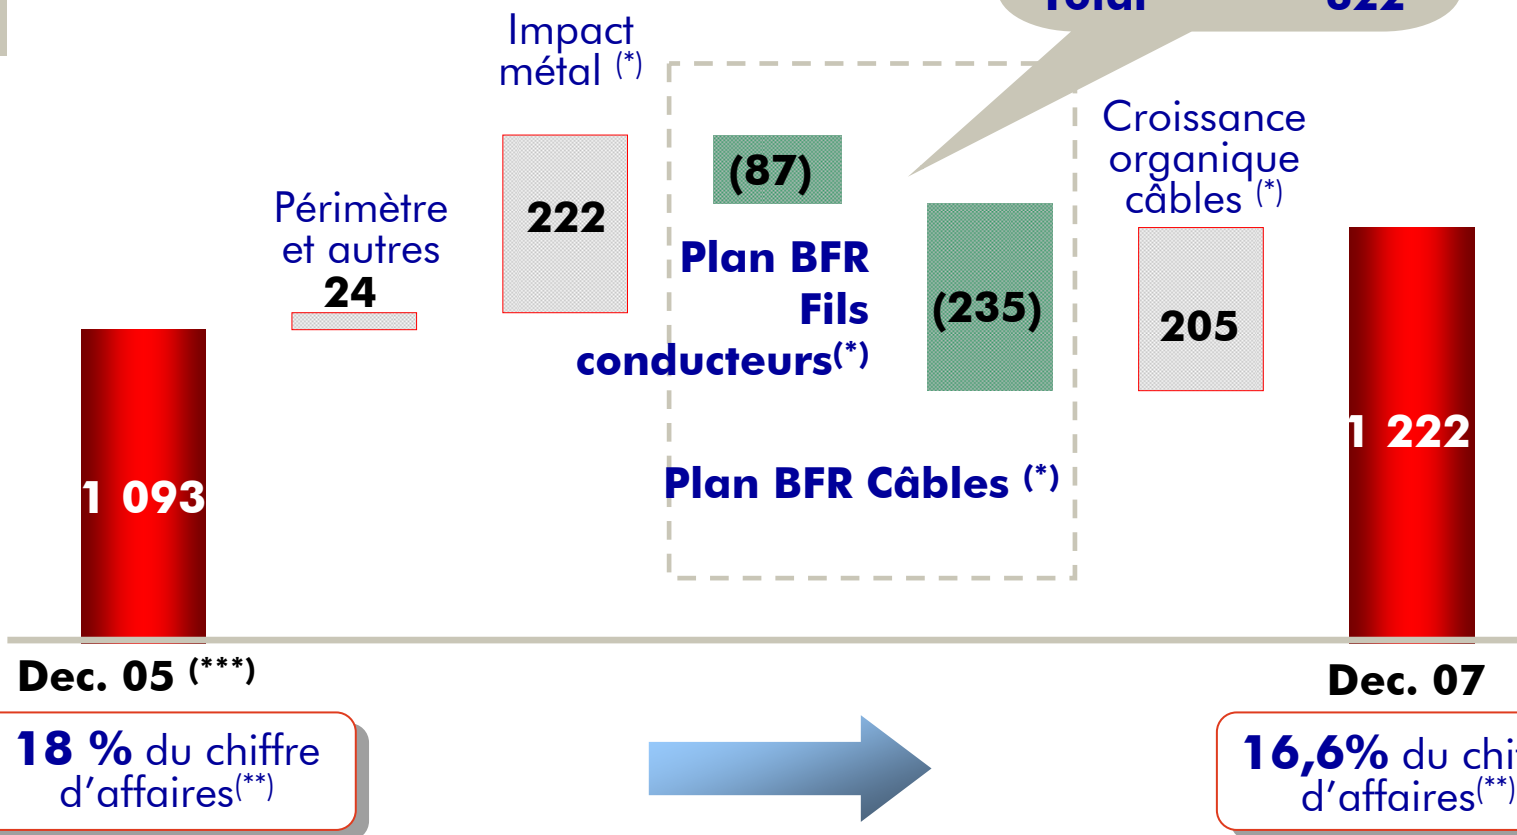 Impact
métal (*)
Croissance
organique
câbles (*)
(87)
Périmètre
et autres
24
222
Plan BFR
Fils
conducteurs(*)
(235)
205
1 222
1 093
Plan BFR Câbles (*)
Dec. 05 (***)
Dec. 07
18 % du chiffre
d'affaires(**)
16,6% du
d'affaires(**)